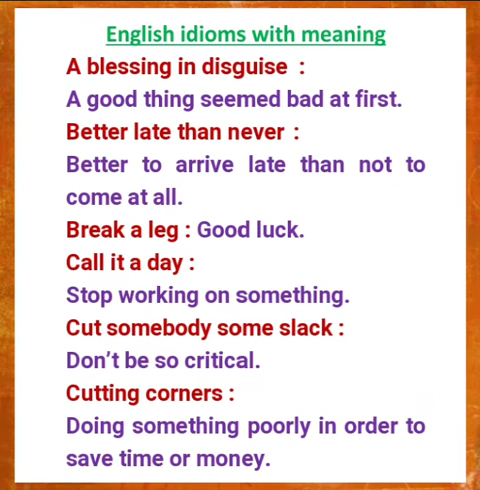 English idioms with meaning
A blessing in disguise :
A good thing seemed bad at first.
Better late than never :
Better to arrive late than not to
come at all.
Break a leg : Good luck.
Call it a day :
Stop working on something.
Cut somebody some slack :
Don't be so critical.
Cutting corners :
Doing something poorly in order to
save time or money.